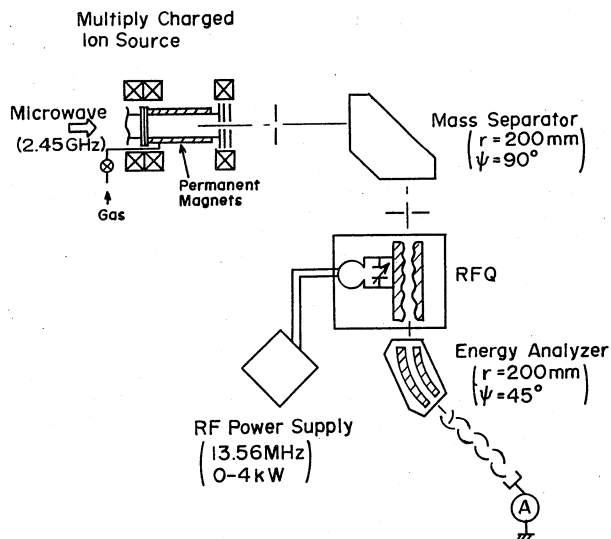 Multiply Charged
Ion Source
Microwave
(2.45GHz)
Permanent
Magnets
Gas
Mass Separator
(r=200mm
ψ=90°)
RFQ
Energy Analyzer
(r=200mm
ψ=45°)
RF Power Supply
(13.56MHz
0-4kW)
A